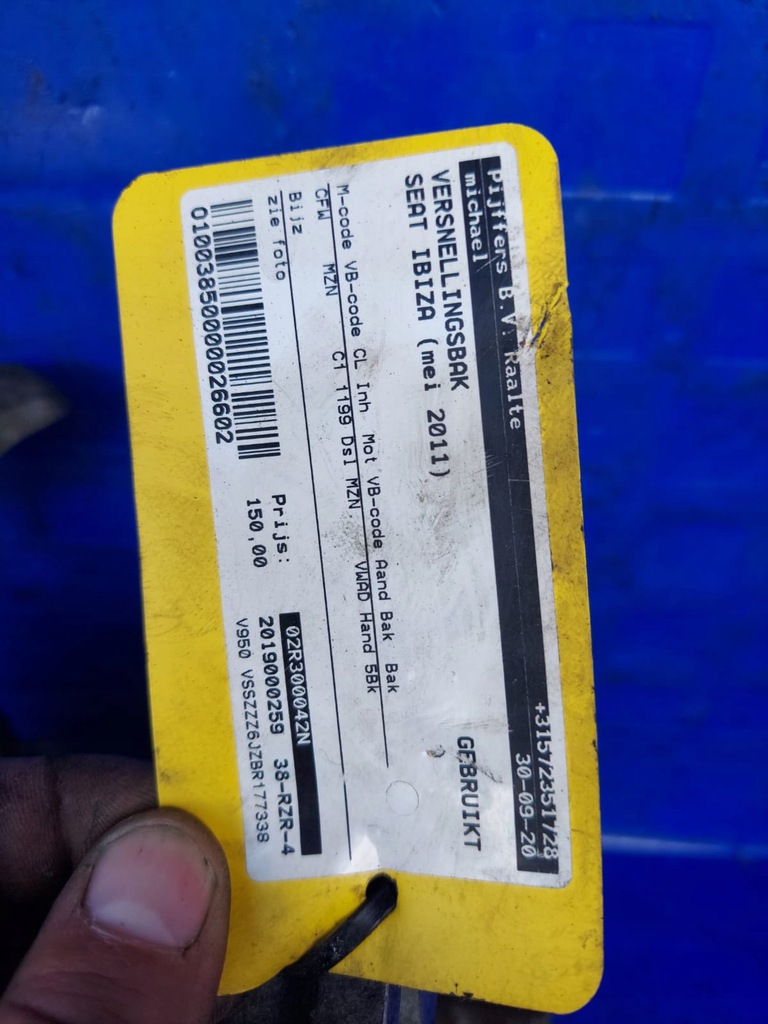 Pijffers B.V. Raalte +31572351728
michael 30-09-20
VERSNELLINGSBAK GEBRUIKT
SEAT IBIZA (mei 2011)
M-code VB-code CL Inh Mot VB-code Aand Bak Bak
CFW MZN C1 1199 Dsl MZN VWAD Hand 5Bk
Bijz
zie foto
Prijs: 02R300042N
150,00 2019000259 38-RZR-4
V950 VSSZZZ6JZBR177338
01003850000026602